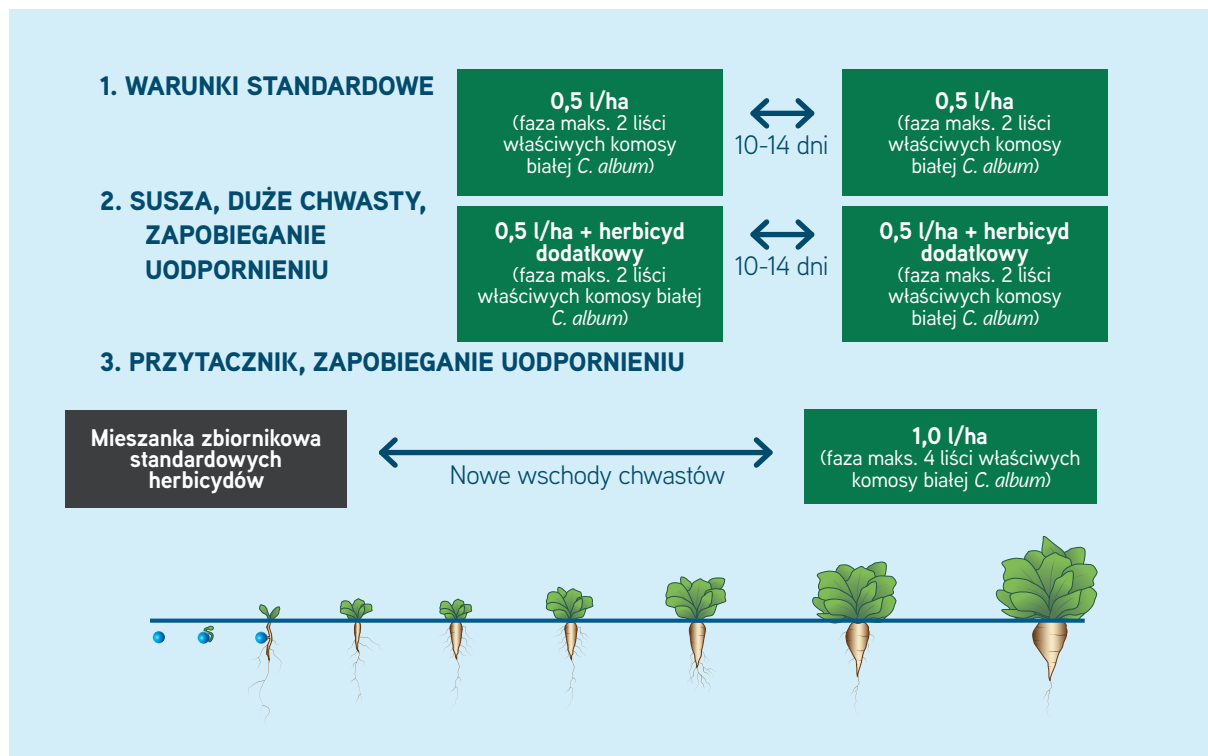 1. WARUNKI STANDARDOWE
0,5 l/ha
(faza maks. 2 liści
właściwych komosy
białej C. album)
10-14 dni
0,5 l/ha
(faza maks. 2 liści
właściwych komosy
białej C. album)
2. SUSZA, DUŻE CHWASTY,
ZAPOBIEGANIE
UODPORNIENIU
0,5 l/ha + herbicyd
dodatkowy
(faza maks. 2 liści
właściwych komosy białej
C. album)
10-14 dni
0,5 l/ha + herbicyd
dodatkowy
(faza maks. 2 liści
właściwych komosy
białej C. album)
3. PRZYTACZNIK, ZAPOBIEGANIE UODPORNIENIU
Mieszanka zbiornikowa
standardowych
herbicydów
Nowe wschody chwastów
1,0 l/ha
(faza maks. 4 liści właściwych
komosy białej C. album)